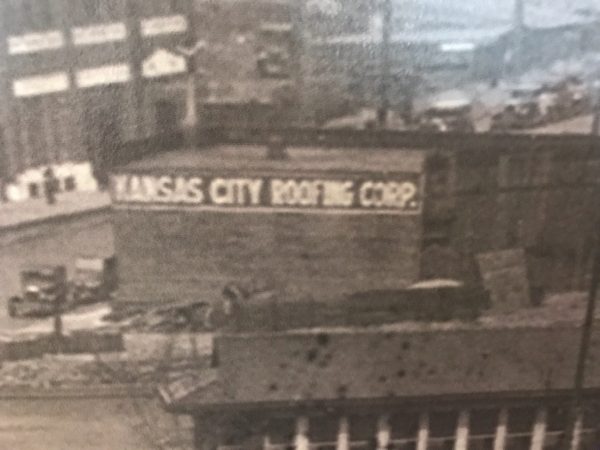 KANSAS CITY ROOFING CORP.